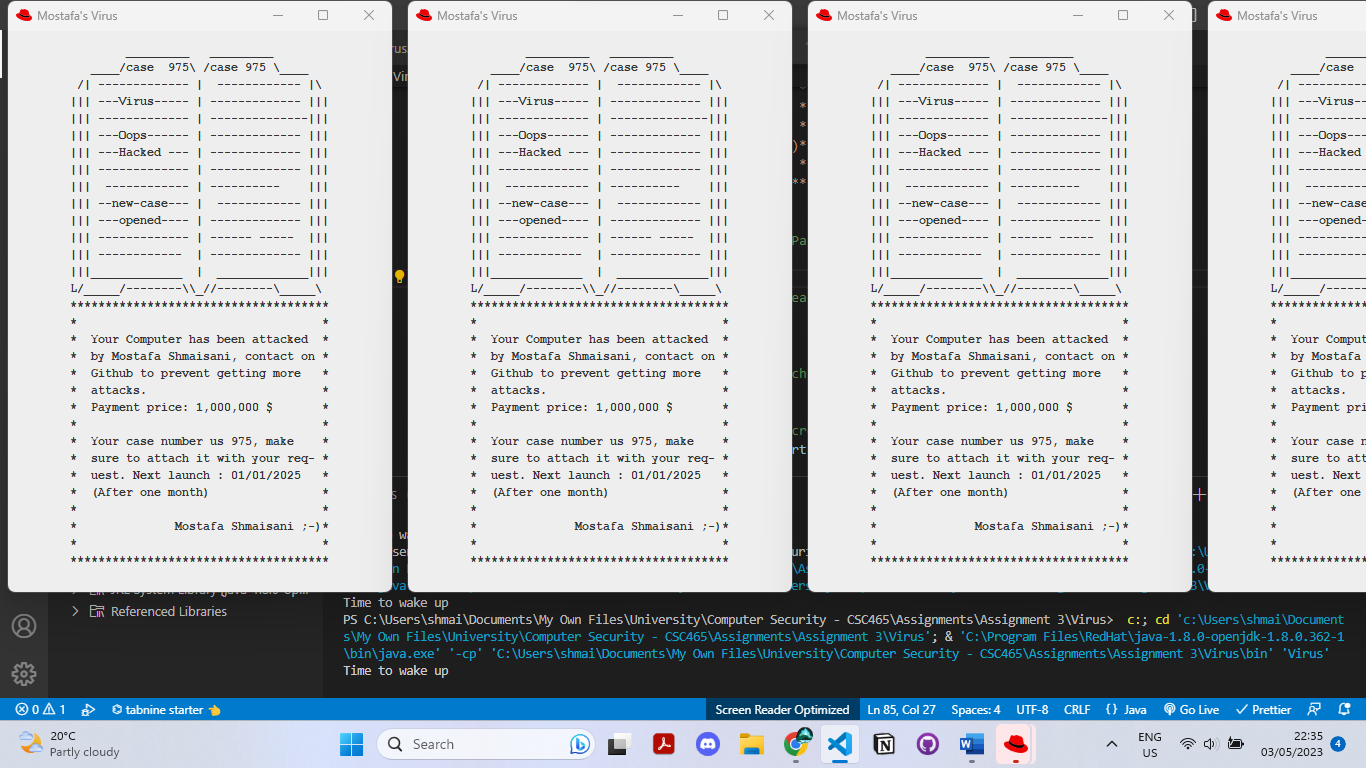 Mostafa's Virus
____/case  975\ /case 975 \____
/| ------------- |  ------------ |\
||| ---Virus----- | ------------- |||
||| ------------- | --------------|||
||| ---Oops------ | ------------- |||
||| ---Hacked --- | ------------- |||
||| ------------- | ------------- |||
|||  ------------ | ----------    |||
||| --new-case--- |  ------------ |||
||| ---opened---- | ------------- |||
||| ------------- | ------ -----  |||
||| ------------  | ------------- |||
|||_____________  |  _____________|||
L/_____/--------\\_//--------\_____\
*************************************
*                                   *
*  Your Computer has been attacked  *
*  by Mostafa Shmaisani, contact on *
*  Github to prevent getting more   *
*  attacks.                         *
*  Payment price: 1,000,000 $       *
*                                   *
*  Your case number us 975, make    *
*  sure to attach it with your req- *
*  uest. Next launch : 01/01/2025   *
*  (After one month)                *
*                                   *
*              Mostafa Shmaisani ;-)*
*                                   *
*************************************
Mostafa's Virus
____/case  975\ /case 975 \____
/| ------------- |  ------------ |\
||| ---Virus----- | ------------- |||
||| ------------- | --------------|||
||| ---Oops------ | ------------- |||
||| ---Hacked --- | ------------- |||
||| ------------- | ------------- |||
|||  ------------ | ----------    |||
||| --new-case--- |  ------------ |||
||| ---opened---- | ------------- |||
||| ------------- | ------ -----  |||
||| ------------  | ------------- |||
|||_____________  |  _____________|||
L/_____/--------\\_//--------\_____\
*************************************
*                                   *
*  Your Computer has been attacked  *
*  by Mostafa Shmaisani, contact on *
*  Github to prevent getting more   *
*  attacks.                         *
*  Payment price: 1,000,000 $       *
*                                   *
*  Your case number us 975, make    *
*  sure to attach it with your req- *
*  uest. Next launch : 01/01/2025   *
*  (After one month)                *
*                                   *
*              Mostafa Shmaisani ;-)*
*                                   *
*************************************
Mostafa's Virus
____/case  975\ /case 975 \____
/| ------------- |  ------------ |\
||| ---Virus----- | ------------- |||
||| ------------- | --------------|||
||| ---Oops------ | ------------- |||
||| ---Hacked --- | ------------- |||
||| ------------- | ------------- |||
|||  ------------ | ----------    |||
||| --new-case--- |  ------------ |||
||| ---opened---- | ------------- |||
||| ------------- | ------ -----  |||
||| ------------  | ------------- |||
|||_____________  |  _____________|||
L/_____/--------\\_//--------\_____\
*************************************
*                                   *
*  Your Computer has been attacked  *
*  by Mostafa Shmaisani, contact on *
*  Github to prevent getting more   *
*  attacks.                         *
*  Payment price: 1,000,000 $       *
*                                   *
*  Your case number us 975, make    *
*  sure to attach it with your req- *
*  uest. Next launch : 01/01/2025   *
*  (After one month)                *
*                                   *
*              Mostafa Shmaisani ;-)*
*                                   *
*************************************
Mostafa's Virus
____/case
/| -------------
||| ---Virus---
||| -------------
||| ---Oops----
||| ---Hacked
||| -------------
||| --new-case
||| ---opened-
*  Your Comp
*  by Mostafa
*  Github to
*  attacks.
*  Payment pri
*  Your case n
*  sure to att
*  uest. Next
*  (After one
Referenced Libraries
Time to wake up
PS C:\Users\shmai\Documents\My Own Files\University\Computer Security - CSC465\Assignments\Assignment 3\Virus>  c:; cd 'c:\Users\shmai\Document
s\My Own Files\University\Computer Security - CSC465\Assignments\Assignment 3\Virus'; & 'C:\Program Files\RedHat\java-1.8.0-openjdk-1.8.0.362-1
\bin\java.exe' '-cp' 'C:\Users\shmai\Documents\My Own Files\University\Computer Security - CSC465\Assignments\Assignment 3\Virus\bin' 'Virus'
Time to wake up
0 1 tabnine starter 👈 Screen Reader Optimized Ln 85, Col 27 Spaces: 4 UTF-8 CRLF {} Java Go Live Prettier
20°C
Partly cloudy
Search
ENG
US
22:35
03/05/2023
4